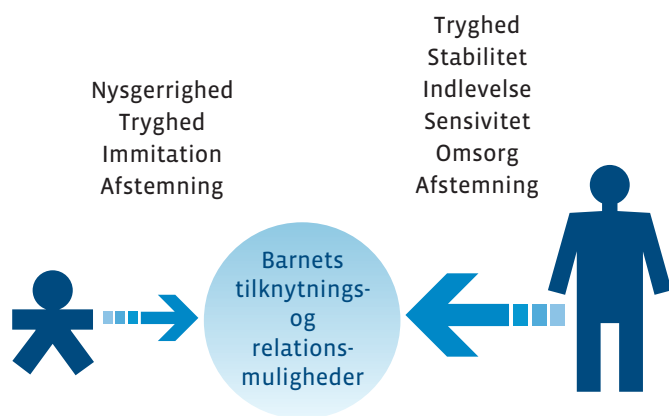 Nysgerrighed
Tryghed
Immitation
Afstemning
Tryghed
Stabilitet
Indlevelse
Sensivitet
Omsorg
Afstemning
Barnets
tilknytnings-
og
relations-
muligheder